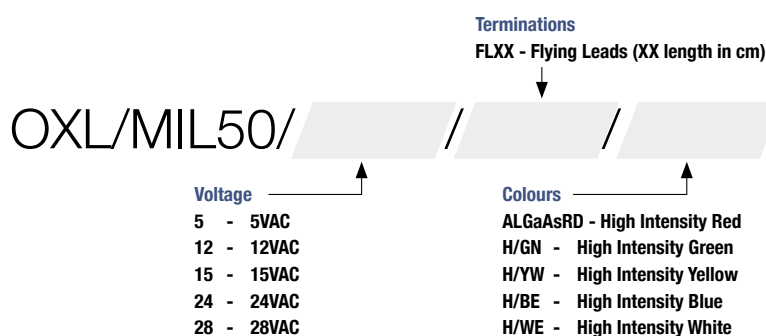 Terminations
FLXX - Flying Leads (XX length in cm)
OXL/MIL50/ / /
Voltage
5 - 5VAC
12 - 12VAC
15 - 15VAC
24 - 24VAC
28 - 28VAC
Colours
ALGaAsRD - High Intensity Red
H/GN - High Intensity Green
H/YW - High Intensity Yellow
H/BE - High Intensity Blue
H/WE - High Intensity White